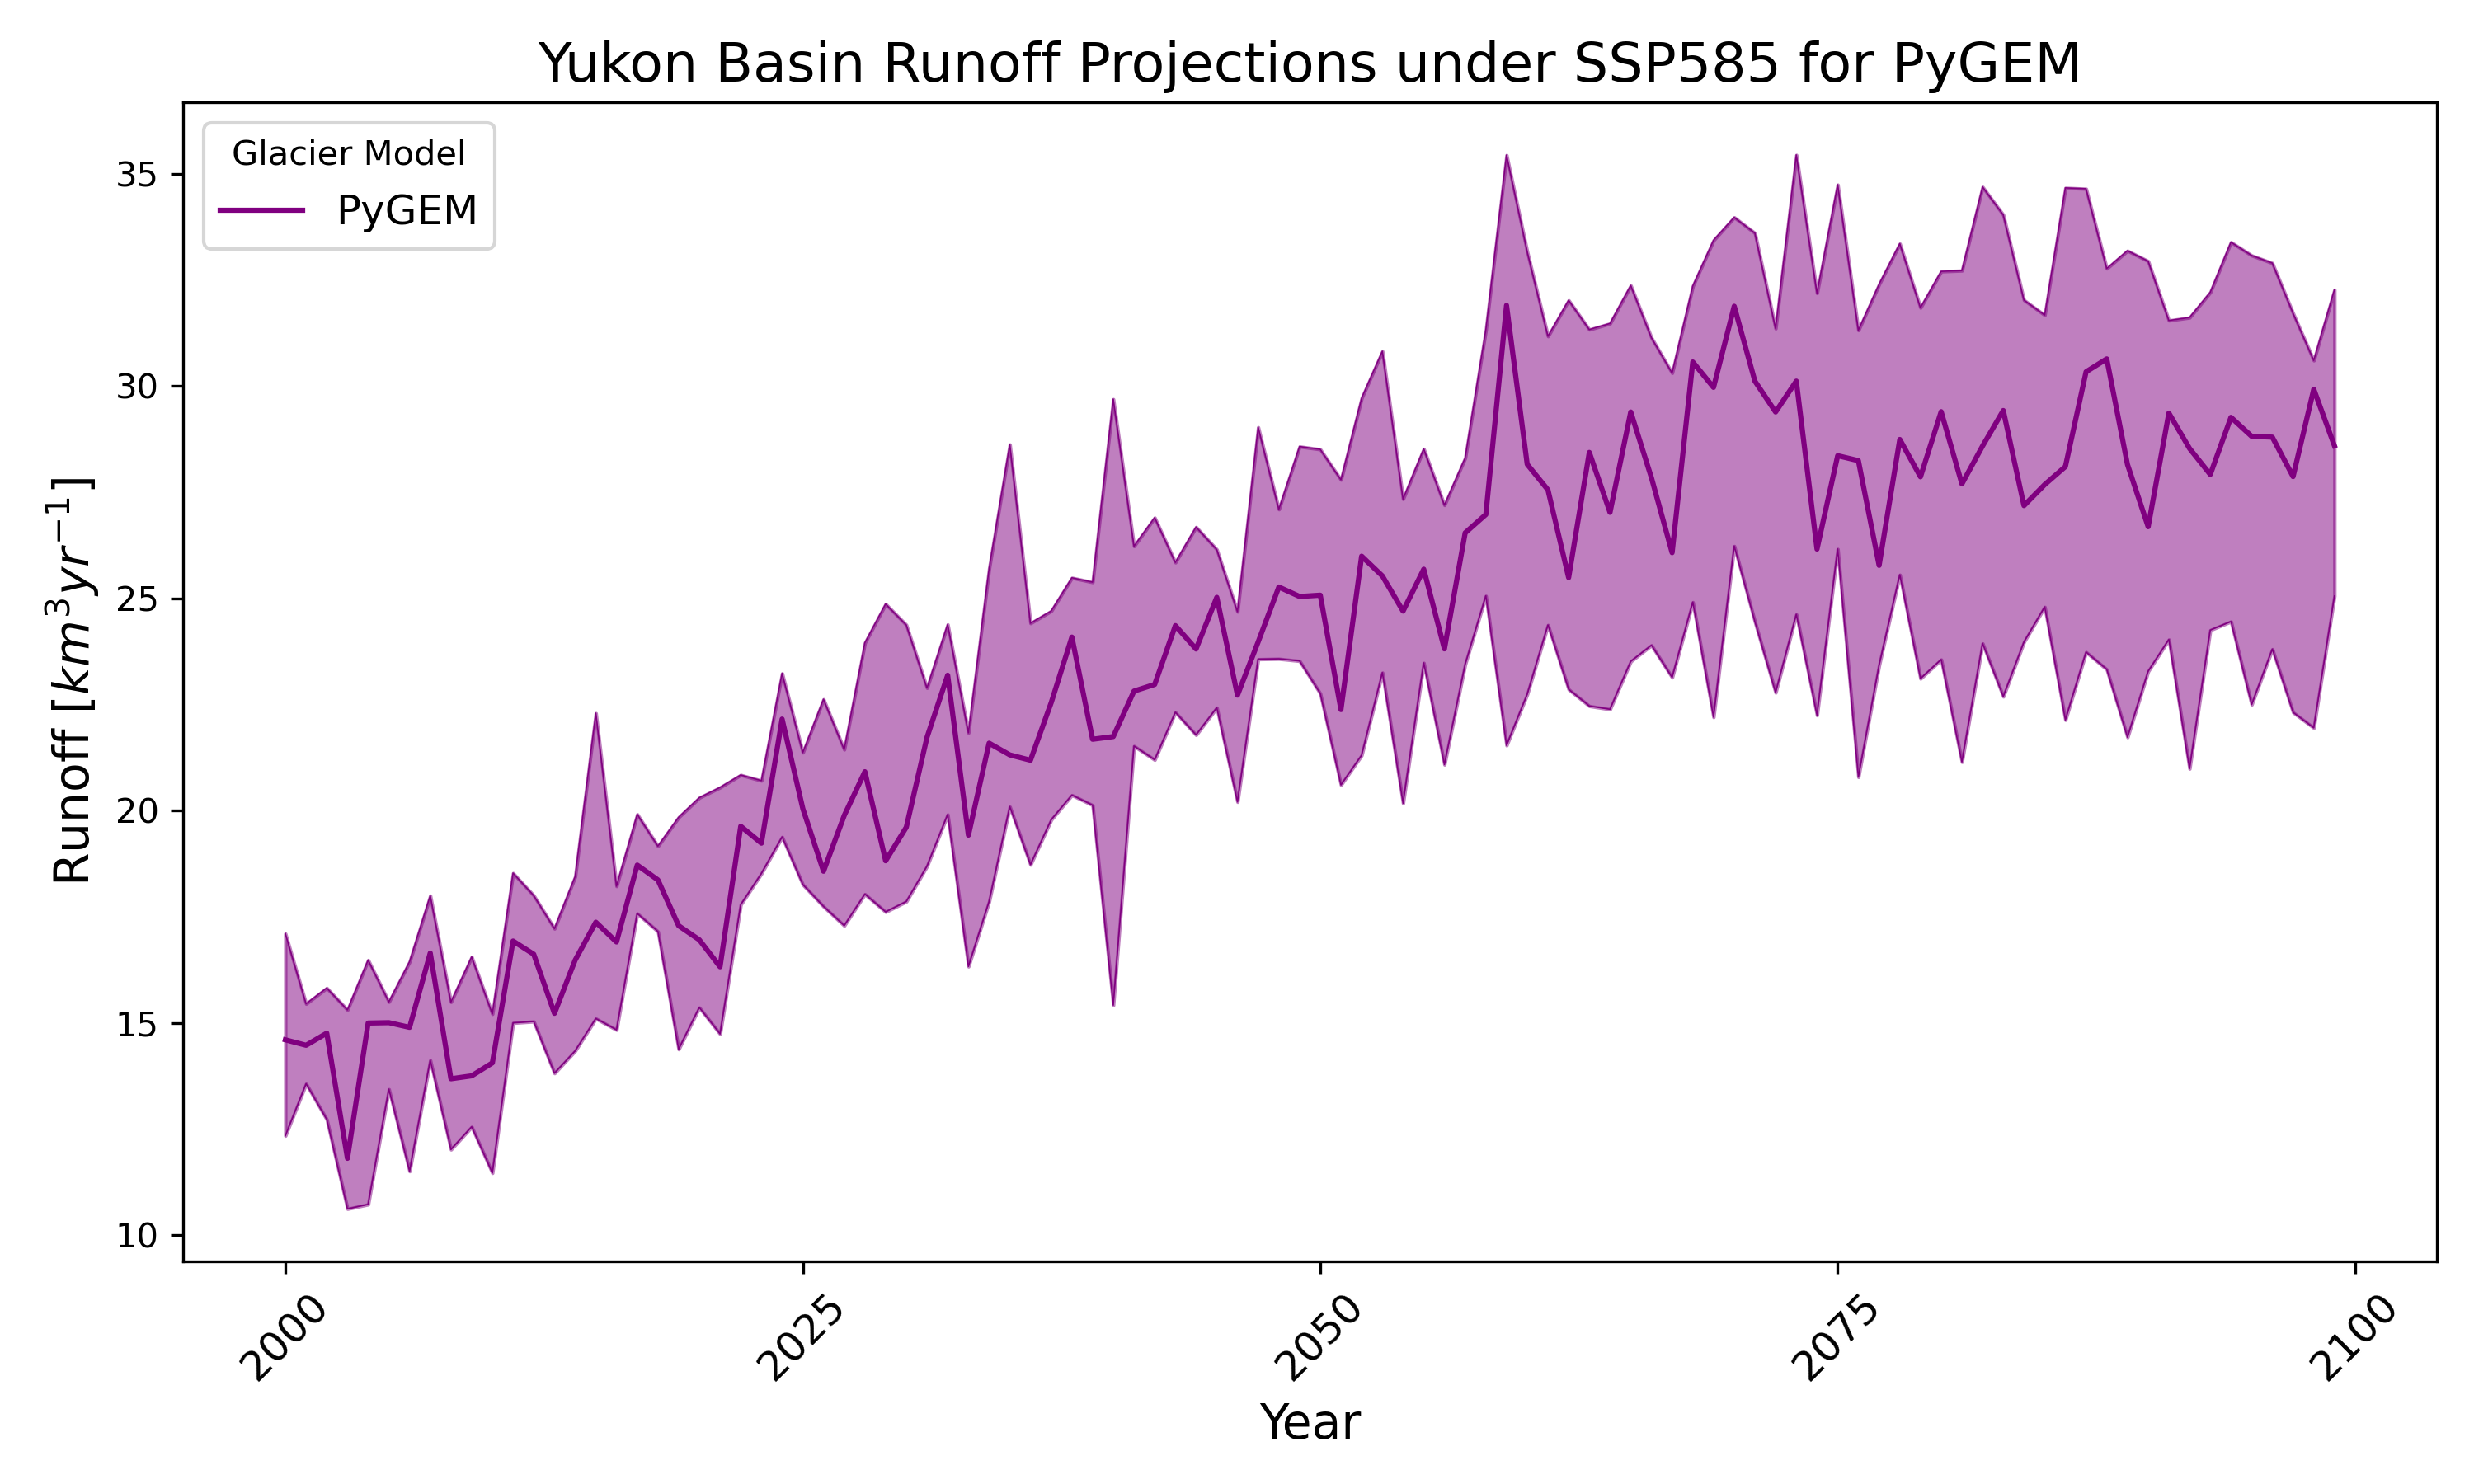 Yukon Basin Runoff Projections under SSP585 for PyGEM
Glacier Model
PyGEM
35
30
25
20
15
10
Runoff [km³yr⁻¹]
2000
2025
2050
2075
2100
Year